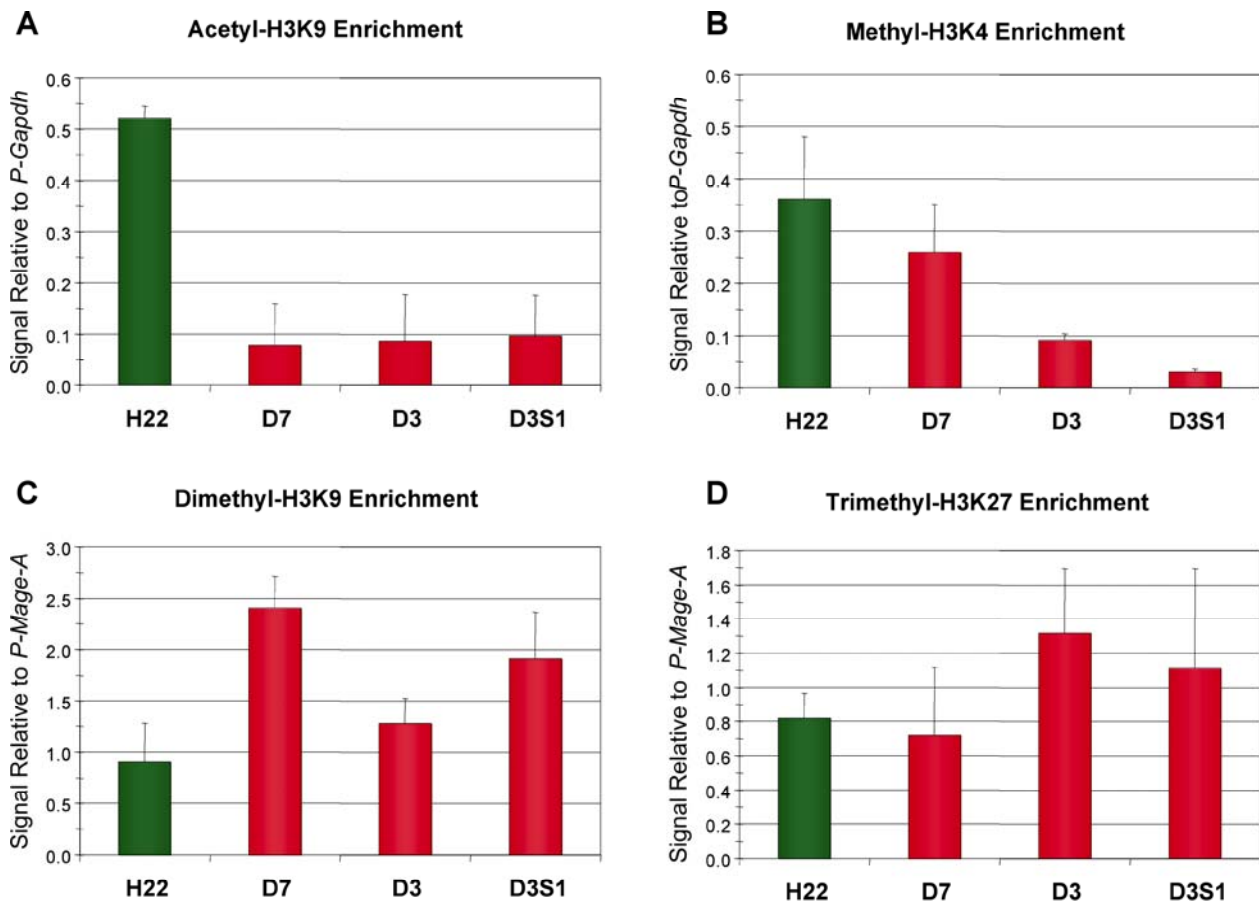 A
Acetyl-H3K9 Enrichment
Signal Relative to P-Gapdh
0.6
0.5
0.4
0.3
0.2
0.1
0.0
H22 D7 D3 D3S1
B
Methyl-H3K4 Enrichment
Signal Relative toP-Gapdh
0.6
0.5
0.4
0.3
0.2
0.1
0.0
H22 D7 D3 D3S1
C
Dimethyl-H3K9 Enrichment
Signal Relative to P-Mage-A
3.0
2.5
2.0
1.5
1.0
0.5
0.0
H22 D7 D3 D3S1
D
Trimethyl-H3K27 Enrichment
Signal Relative to P-Mage-A
1.8
1.6
1.4
1.2
1.0
0.8
0.6
0.4
0.2
0.0
H22 D7 D3 D3S1